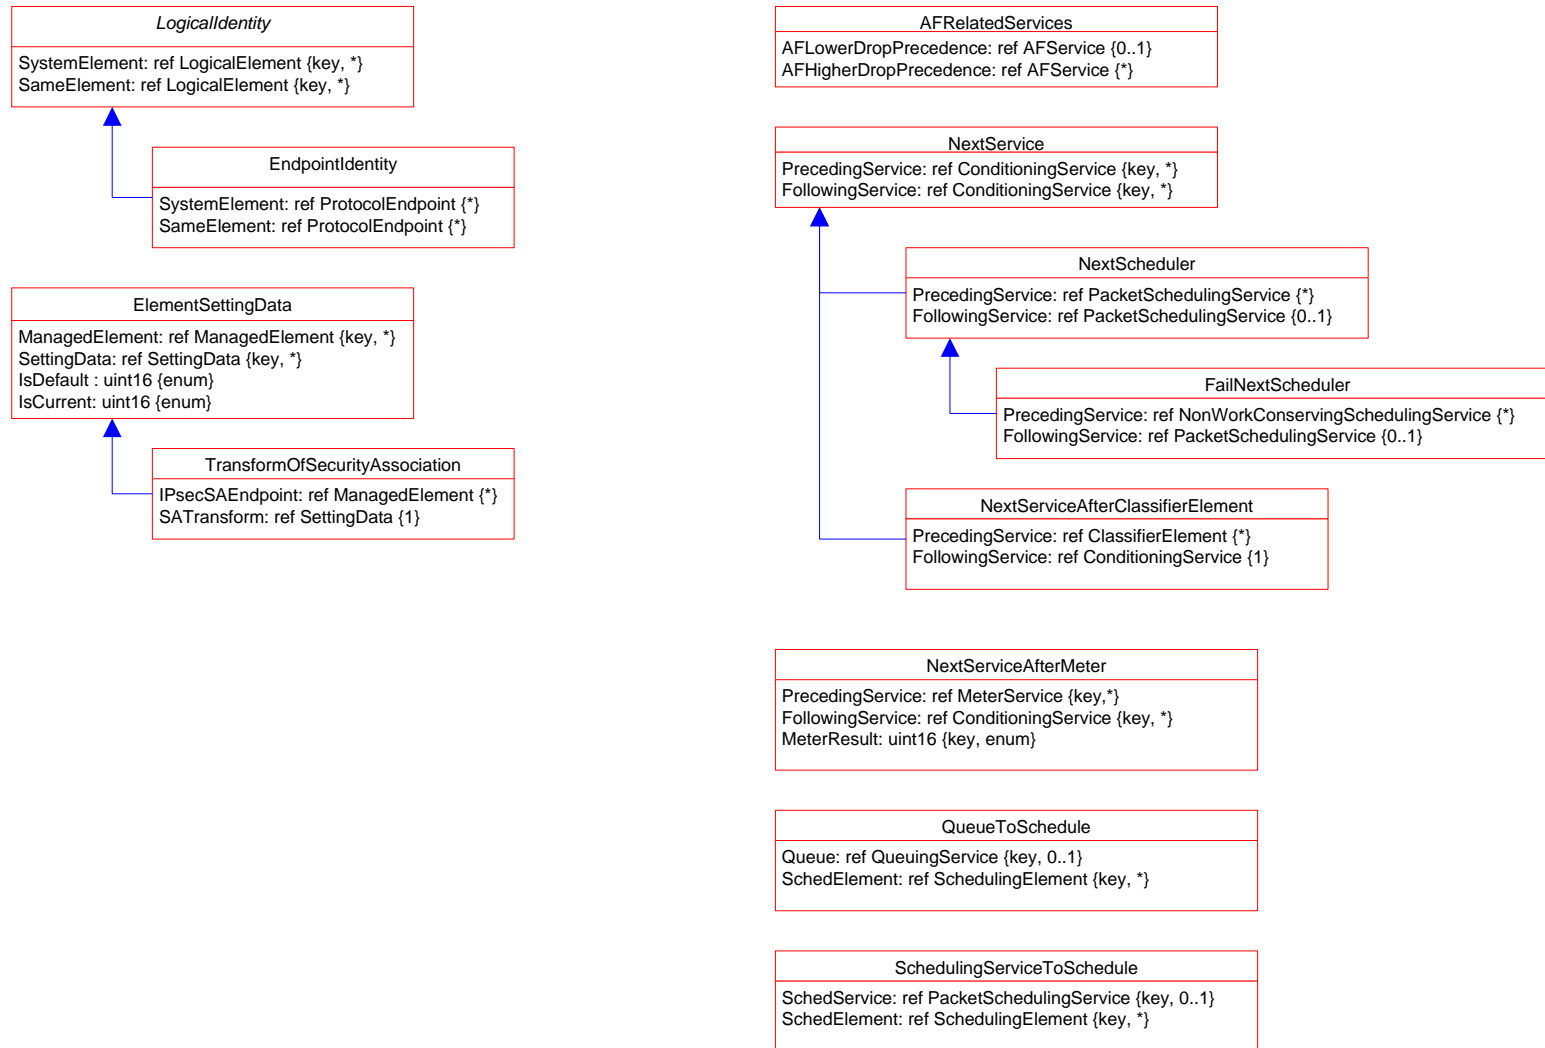 LogicalIdentity
SystemElement: ref LogicalElement {key, *}
SameElement: ref LogicalElement {key, *}
EndpointIdentity
SystemElement: ref ProtocolEndpoint {*}
SameElement: ref ProtocolEndpoint {*}
ElementSettingData
ManagedElement: ref ManagedElement {key, *}
SettingData: ref SettingData {key, *}
IsDefault : uint16 {enum}
IsCurrent: uint16 {enum}
TransformOfSecurityAssociation
IPsecSAEndpoint: ref ManagedElement {*}
SATransform: ref SettingData {1}
AFRelatedServices
AFLowerDropPrecedence: ref AFService {0..1}
AFHigherDropPrecedence: ref AFService {*}
NextService
PrecedingService: ref ConditioningService {key, *}
FollowingService: ref ConditioningService {key, *}
NextScheduler
PrecedingService: ref PacketSchedulingService {*}
FollowingService: ref PacketSchedulingService {0..1}
FailNextScheduler
PrecedingService: ref NonWorkConservingSchedulingService {*}
FollowingService: ref PacketSchedulingService {0..1}
NextServiceAfterClassifierElement
PrecedingService: ref ClassifierElement {*}
FollowingService: ref ConditioningService {1}
NextServiceAfterMeter
PrecedingService: ref MeterService {key,*}
FollowingService: ref ConditioningService {key, *}
MeterResult: uint16 {key, enum}
QueueToSchedule
Queue: ref QueuingService {key, 0..1}
SchedElement: ref SchedulingElement {key, *}
SchedulingServiceToSchedule
SchedService: ref PacketSchedulingService {key, 0..1}
SchedElement: ref SchedulingElement {key, *}